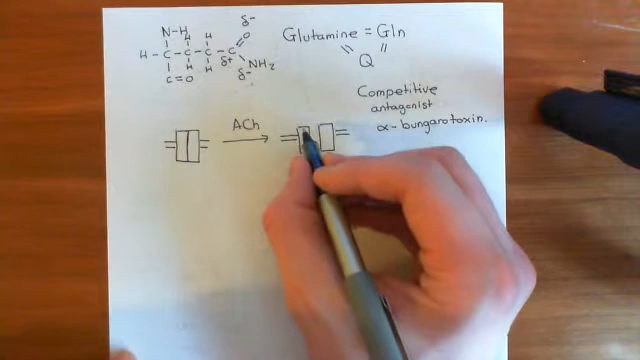 Glutamine = Gln
Q
N-H
H H
H - C - C - C - C
H H
C=O
O
δ-
δ+
NH2
δ-
Competitive
antagonist
α-bungarotoxin.
ACh